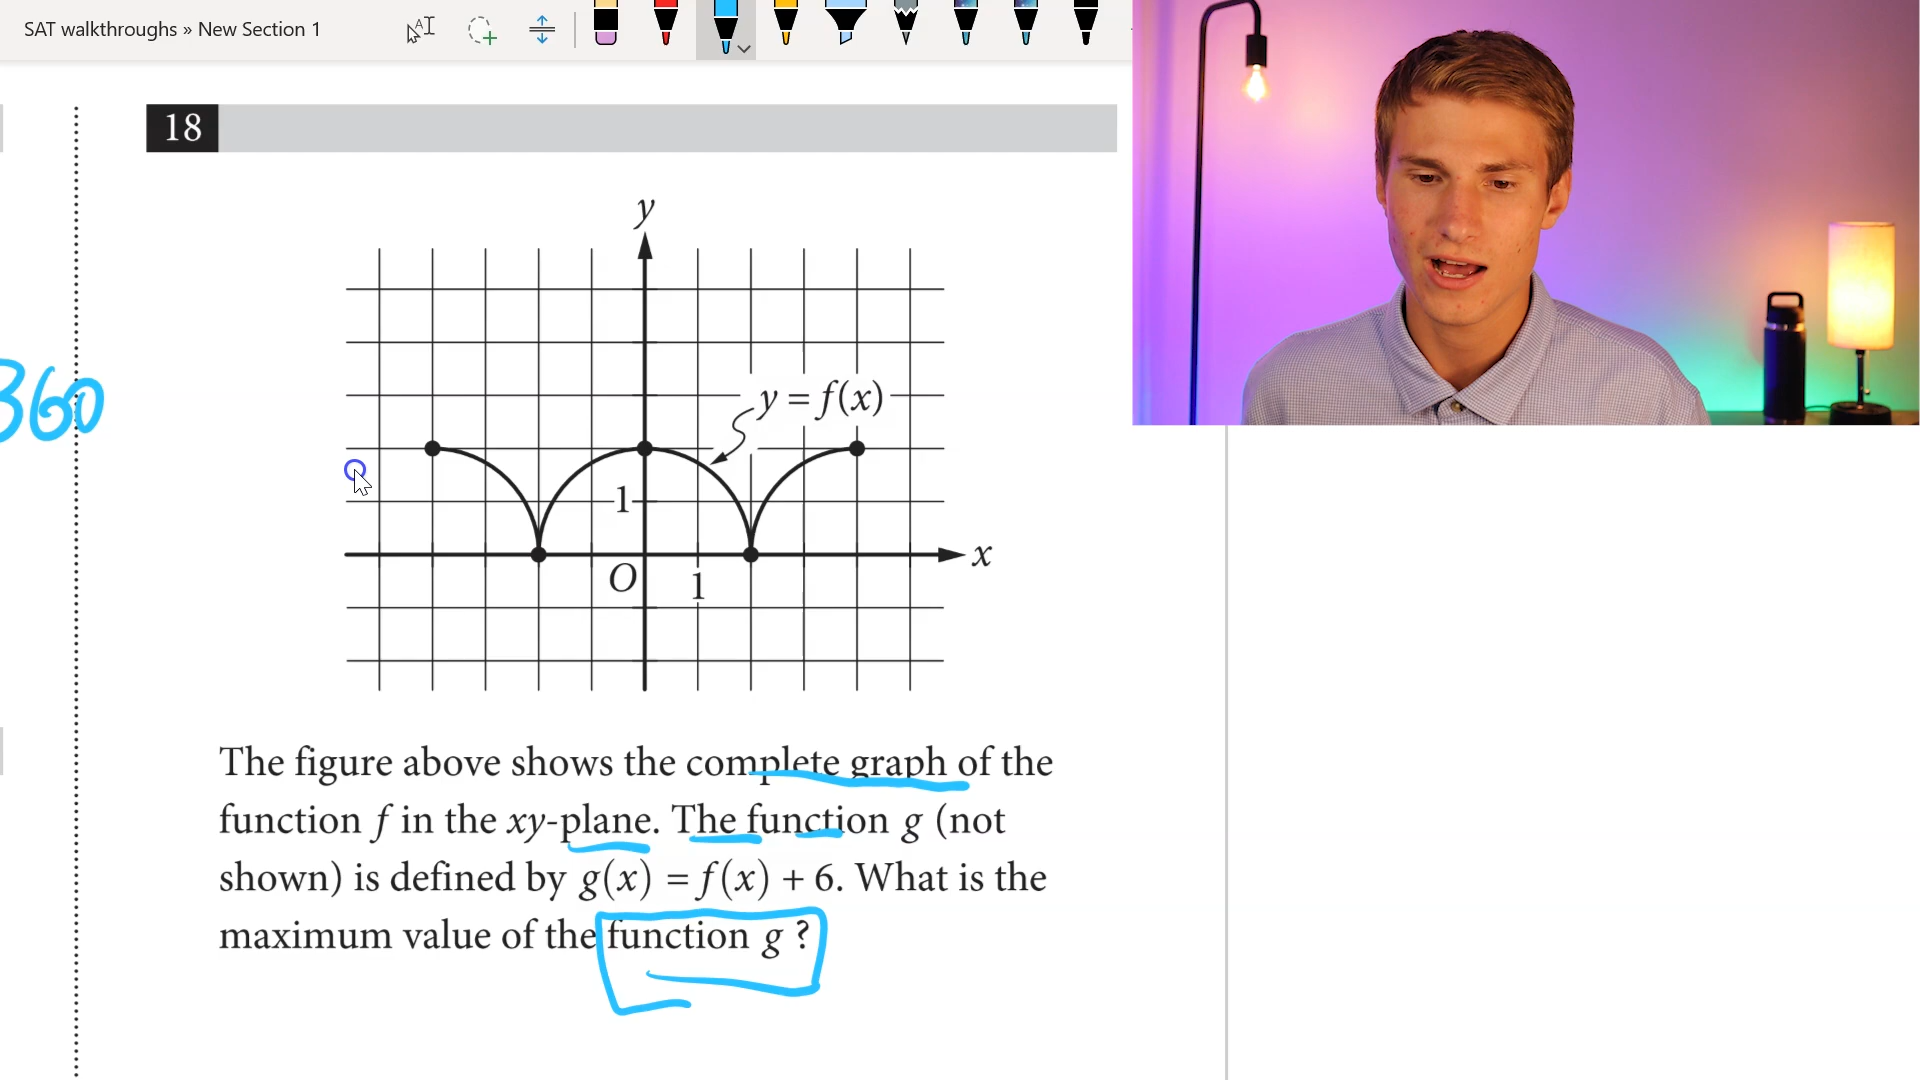 SAT walkthroughs » New Section 1
18
y
360
y = f(x)
1
O
1
x
The figure above shows the complete graph of the
function f in the xy-plane. The function g (not
shown) is defined by g(x) = f(x) + 6. What is the
maximum value of the function g ?